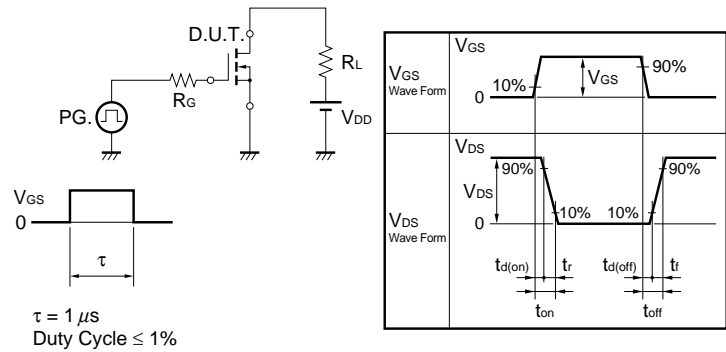 D.U.T.
RL
RG
PG.
VDD
VGS
0
τ
τ = 1 μs
Duty Cycle ≤ 1%
VGS
Wave Form
VGS
10%
0
VGS
90%
VDS
Wave Form
VDS
90%
VDS
0
10%
10%
90%
td(on)
tr
td(off)
tf
ton
toff